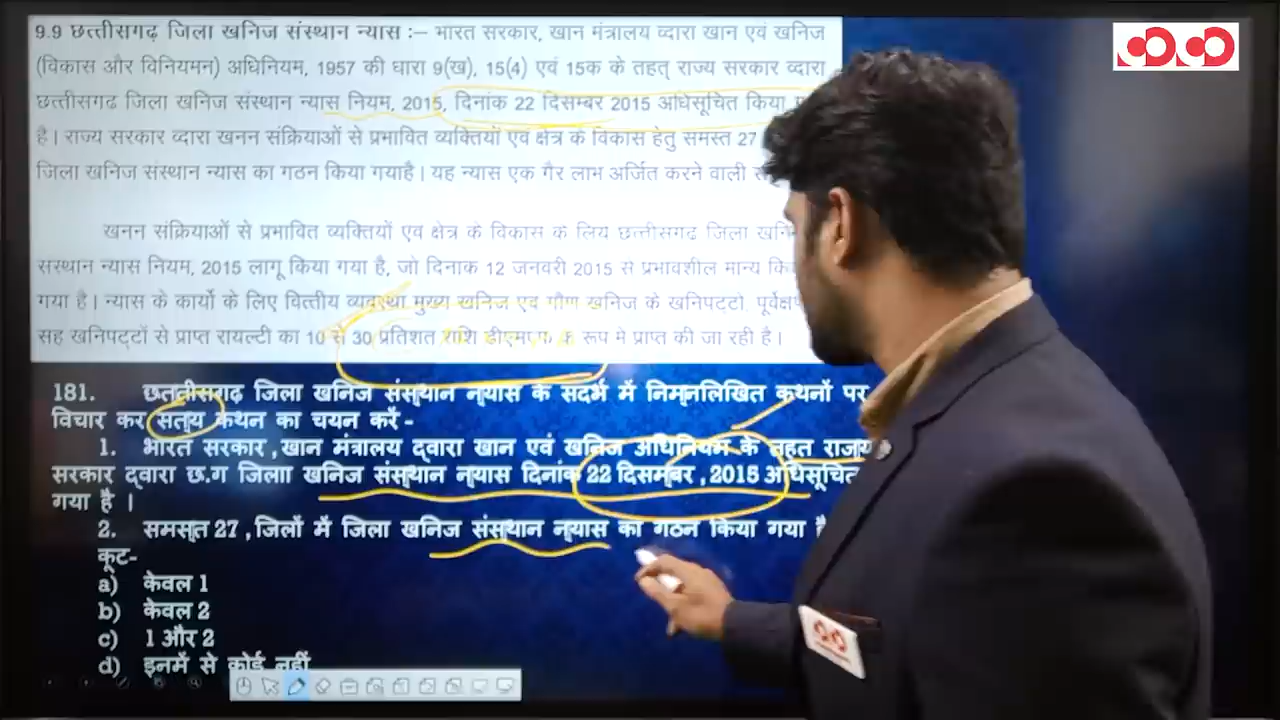 9.9 छत्तीसगढ़ जिला खनिज संस्थान न्यास :– भारत सरकार, खान मंत्रालय व्दारा खान एवं खनिज
(विकास और विनियमन) अधिनियम, 1957 की धारा 9(ख), 15(4) एवं 15क के तहत् राज्य सरकार व्दारा
छत्तीसगढ जिला खनिज संस्थान न्यास नियम, 2015, दिनांक 22 दिसम्बर 2015 अधिसूचित किया
है। राज्य सरकार व्दारा खनन संक्रियाओं से प्रभावित व्यक्तियों एवं क्षेत्र के विकास हेतु समस्त 27
जिला खनिज संस्थान न्यास का गठन किया गयाहै। यह न्यास एक गैर लाभ अर्जित करने वाली
खनन संक्रियाओं से प्रभावित व्यक्तियों एवं क्षेत्र के विकास के लिय छत्तीसगढ जिला
संस्थान न्यास नियम, 2015 लागू किया गया है, जो दिनाक 12 जनवरी 2015 से प्रभावशील मान्य
गया है। न्यास के कार्यो के लिए वित्तीय व्यवस्था मुख्य खनिज एवं गौण खनिज के खनिपट्टो,
सह खनिपट्टों से प्राप्त रायल्टी का 10 से 30 प्रतिशत राशि डीएमएफ के रूप मे प्राप्त की जा रही है।
181. छत्तीसगढ़ जिला खनिज संस्थान न्यास के संदर्भ में निम्नलिखित कथनों पर
विचार कर सत्य कथन का चयन करें -
1. भारत सरकार, खान मंत्रालय द्वारा खान एवं खनिज अधिनियम के तहत राज्य
सरकार द्वारा छ.ग जिलाा खनिज संस्थान न्यास दिनांक 22 दिसम्बर, 2015 अधिसूचित
गया है ।
2. समस्त 27, जिलों में जिला खनिज संस्थान न्यास का गठन किया गया
कूट-
a) केवल 1
b) केवल 2
c) 1 और 2
d) इनमें से कोई नहीं